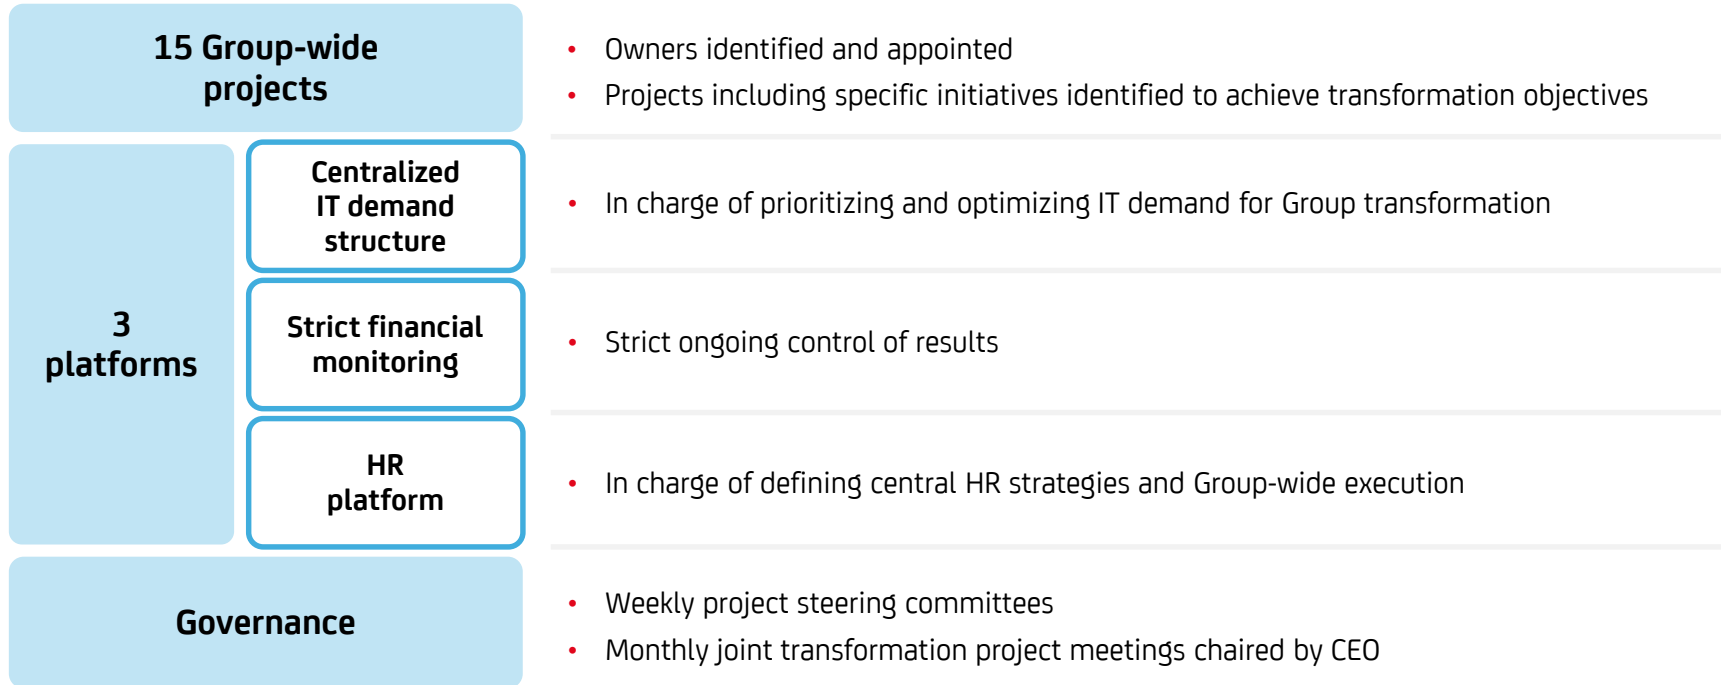 15 Group-wide
projects
• Owners identified and appointed
• Projects including specific initiatives identified to achieve transformation objectives
3
platforms
Centralized
IT demand
structure
• In charge of prioritizing and optimizing IT demand for Group transformation
Strict financial
monitoring
• Strict ongoing control of results
HR
platform
• In charge of defining central HR strategies and Group-wide execution
Governance
• Weekly project steering committees
• Monthly joint transformation project meetings chaired by CEO